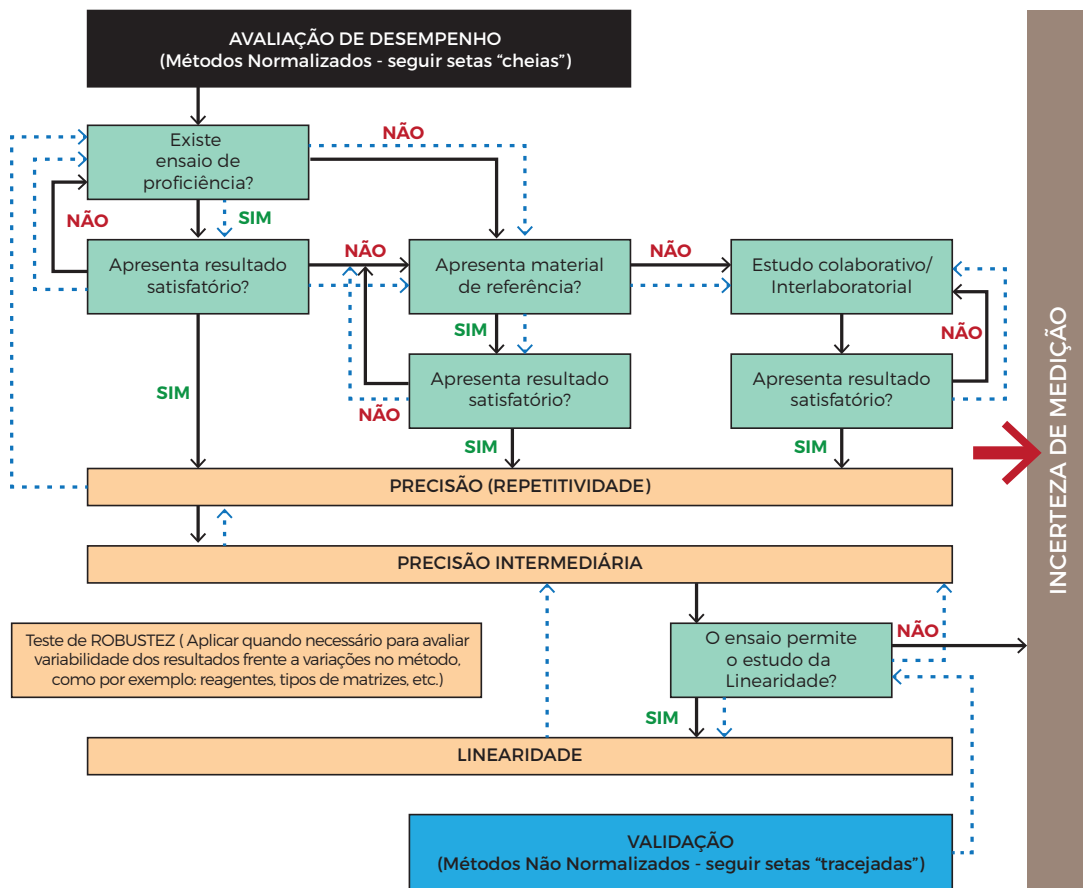 AVALIAÇÃO DE DESEMPENHO
(Métodos Normalizados - seguir setas “cheias”)
Existe
ensaio de
proficiência?
NÃO
NÃO
SIM
Apresenta resultado
satisfatório?
NÃO
Apresenta material
de referência?
NÃO
Estudo colaborativo/
Interlaboratorial
SIM
NÃO
SIM
Apresenta resultado
satisfatório?
NÃO
Apresenta resultado
satisfatório?
SIM
SIM
PRECISÃO (REPETITIVIDADE)
PRECISÃO INTERMEDIÁRIA
Teste de ROBUSTEZ ( Aplicar quando necessário para avaliar
variabilidade dos resultados frente a variações no método,
como por exemplo: reagentes, tipos de matrizes, etc.)
O ensaio permite
o estudo da
Linearidade?
NÃO
SIM
LINEARIDADE
VALIDAÇÃO
(Métodos Não Normalizados - seguir setas “tracejadas”)
INCERTEZA DE MEDIÇÃO